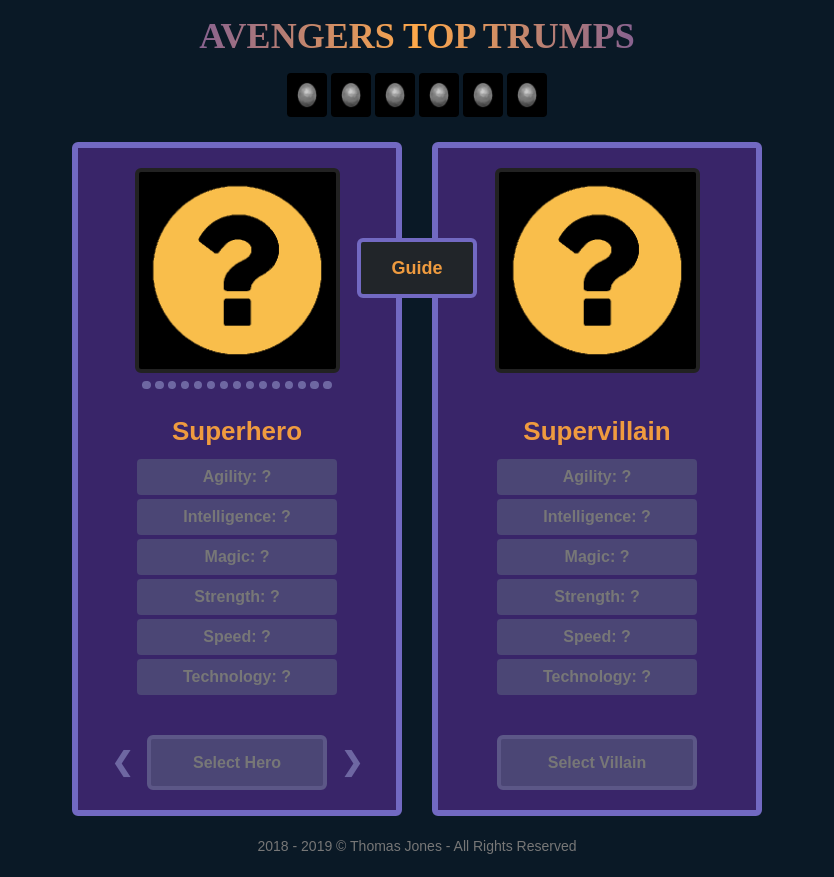 AVENGERS TOP TRUMPS
?
?
Guide
Superhero
Agility: ?
Intelligence: ?
Magic: ?
Strength: ?
Speed: ?
Technology: ?
❮
Select Hero
❯
Supervillain
Agility: ?
Intelligence: ?
Magic: ?
Strength: ?
Speed: ?
Technology: ?
Select Villain
2018 - 2019 © Thomas Jones - All Rights Reserved